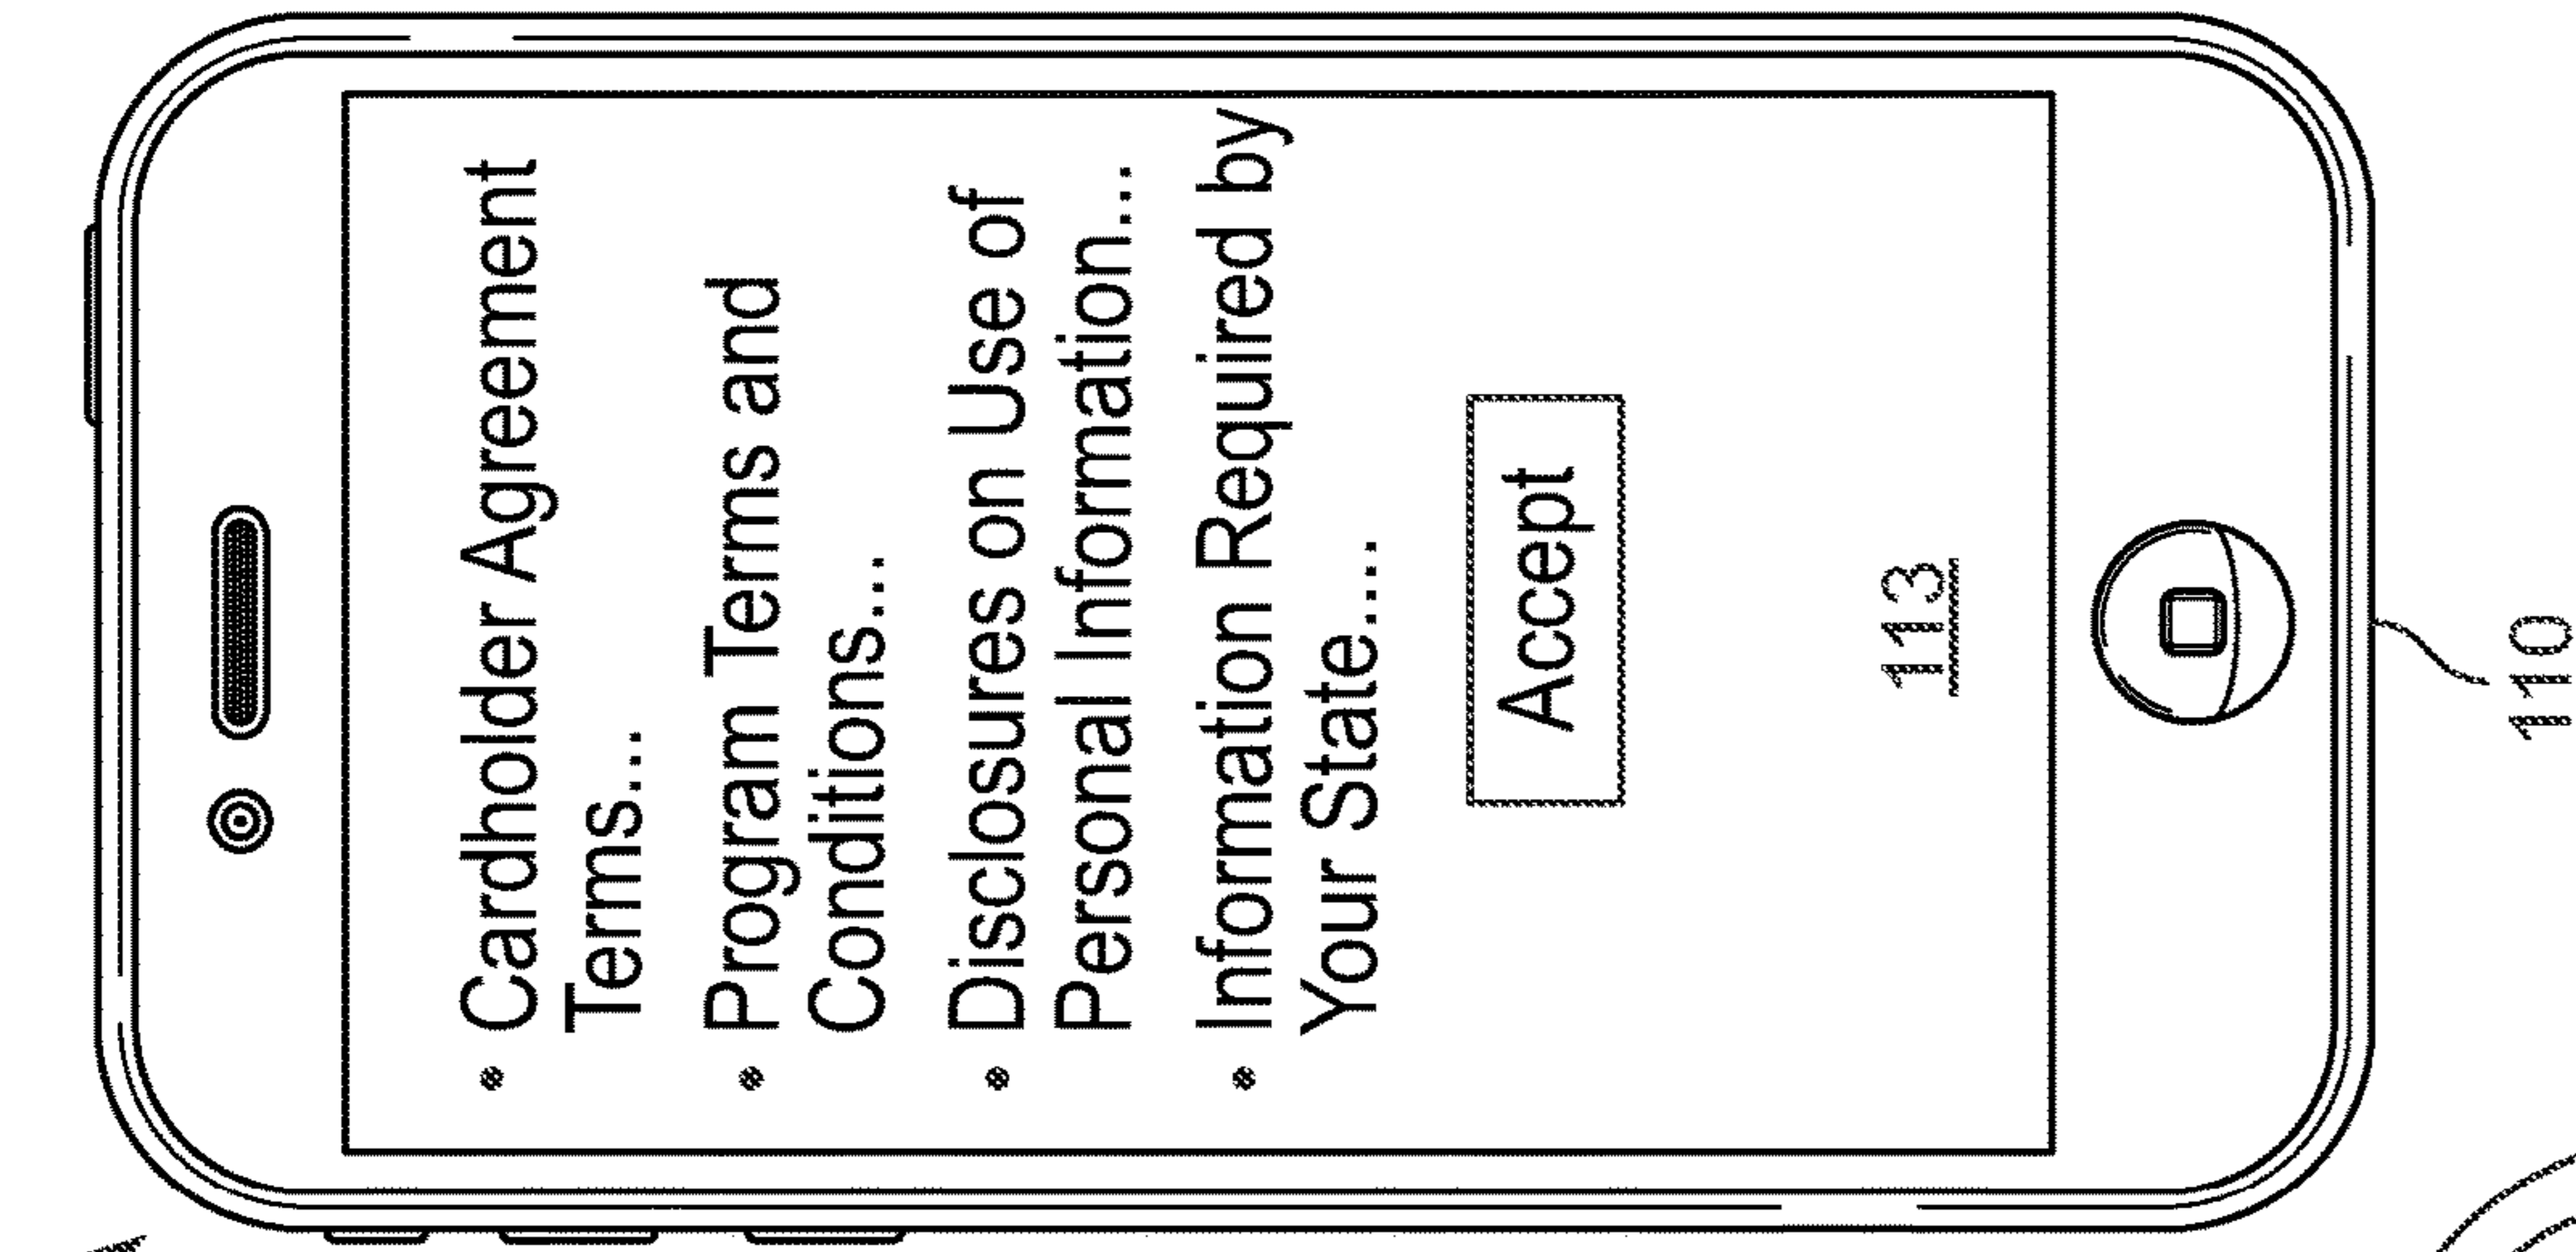 • Cardholder Agreement
Terms...
• Program Terms and
Conditions...
• Disclosures on Use of
Personal Information...
• Information Required by
Your State....
Accept
113
110